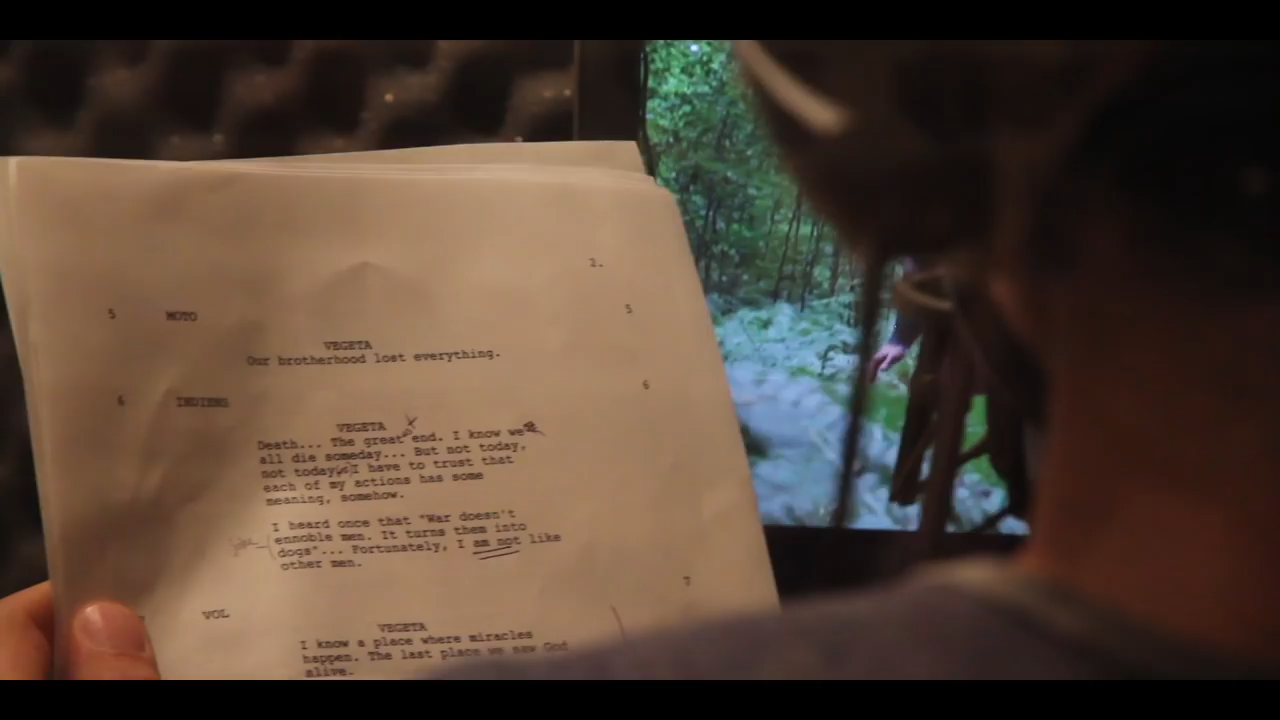 2.
5 MOTO 5
VEGETA
Our brotherhood lost everything.
6 INDIENS 6
VEGETA
Death... The great end. I know we
all die someday... But not today,
not today, I have to trust that
each of my actions has some
meaning, somehow.
I heard once that "War doesn't
ennoble men. It turns them into
dogs"... Fortunately, I am not like
other men.
VOL 7
VEGETA
I know a place where miracles
happen. The last place we saw God
alive.